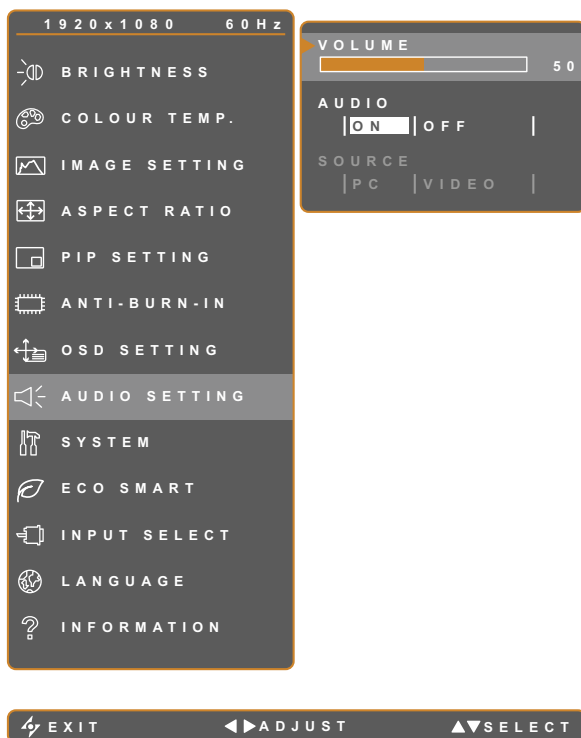 1920x1080 60Hz
BRIGHTNESS
COLOUR TEMP.
IMAGE SETTING
ASPECT RATIO
PIP SETTING
ANTI-BURN-IN
OSD SETTING
AUDIO SETTING
SYSTEM
ECO SMART
INPUT SELECT
LANGUAGE
INFORMATION
VOLUME
50
AUDIO
ON OFF
SOURCE
PC VIDEO
EXIT ADJUST SELECT